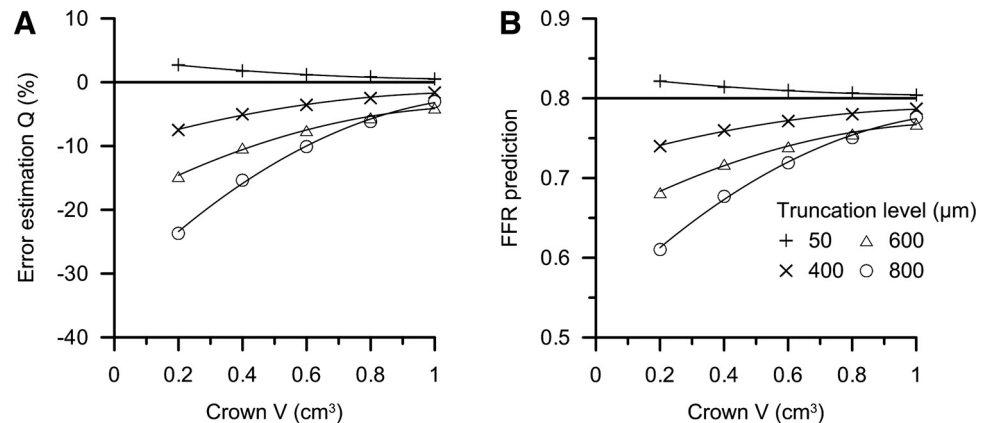 A
Error estimation Q (%)
10
0
-10
-20
-30
-40
0 0.2 0.4 0.6 0.8 1
Crown V (cm³)
B
FFR prediction
0.9
0.8
0.7
0.6
0.5
Truncation level (µm)
50 600
400 800
0 0.2 0.4 0.6 0.8 1
Crown V (cm³)